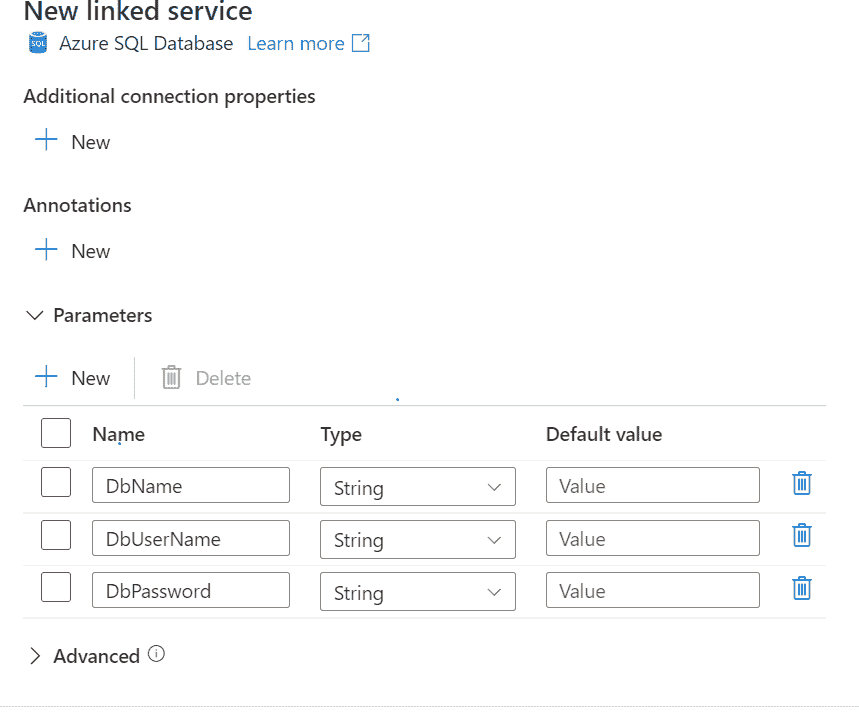 New linked service
SQL Azure SQL Database Learn more
Additional connection properties
New
Annotations
New
Parameters
New Delete
Name Type Default value
DbName String Value
DbUserName String Value
DbPassword String Value
Advanced